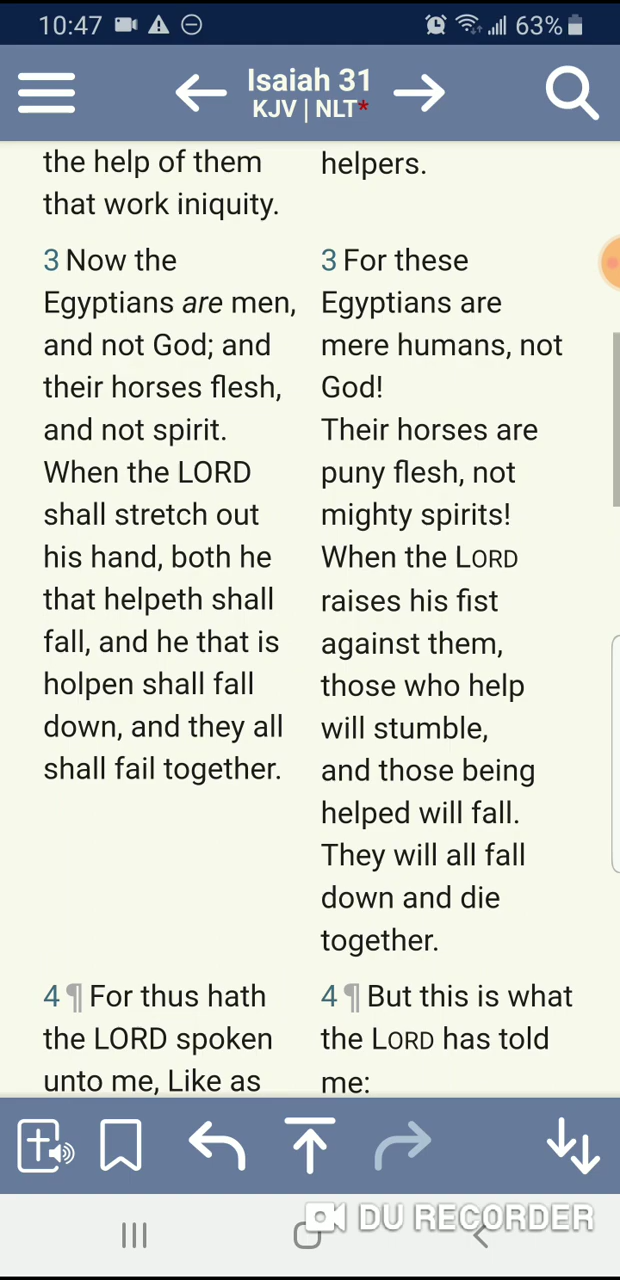 10:47 63%
Isaiah 31
KJV | NLT*
the help of them
that work iniquity.
3 Now the
Egyptians are men,
and not God; and
their horses flesh,
and not spirit.
When the LORD
shall stretch out
his hand, both he
that helpeth shall
fall, and he that is
holpen shall fall
down, and they all
shall fail together.
4 ¶ For thus hath
the LORD spoken
unto me, Like as
helpers.
3 For these
Egyptians are
mere humans, not
God!
Their horses are
puny flesh, not
mighty spirits!
When the LORD
raises his fist
against them,
those who help
will stumble,
and those being
helped will fall.
They will all fall
down and die
together.
4 ¶ But this is what
the LORD has told
me:
DU RECORDER